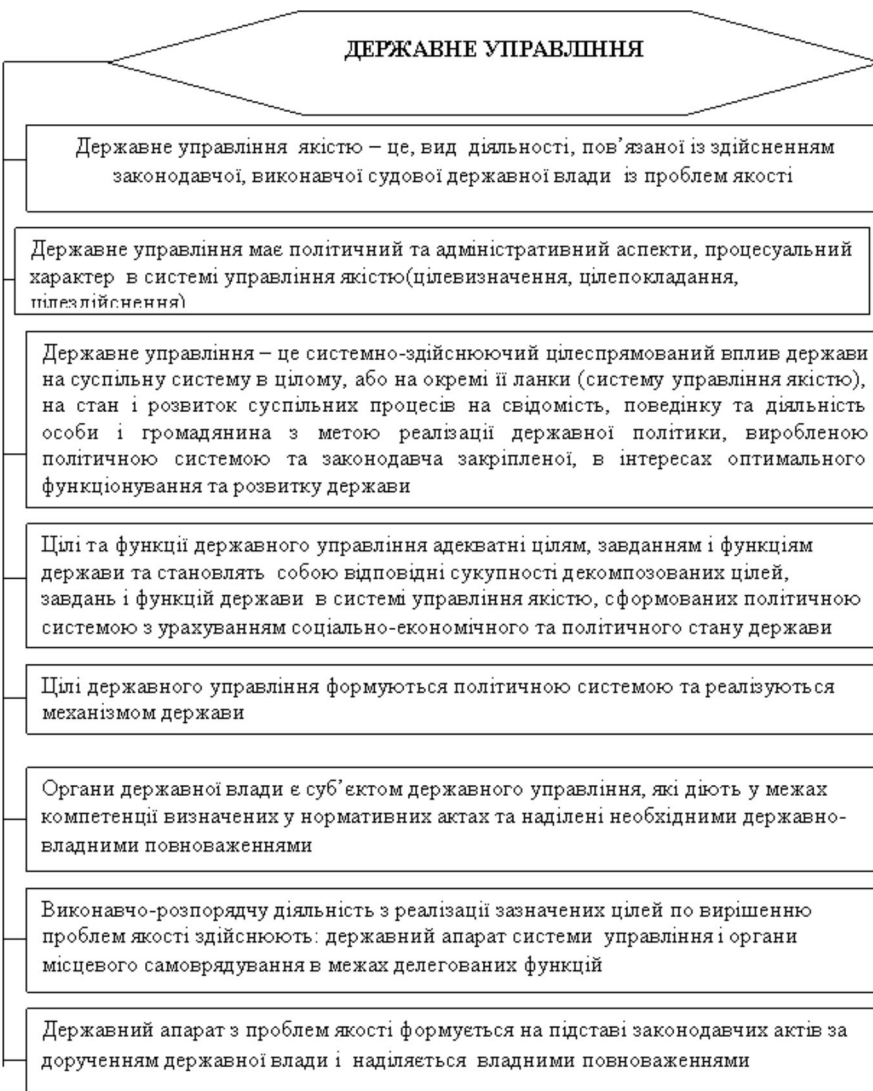 ДЕРЖАВНЕ УПРАВЛІННЯ
Державне управління якістю – це, вид діяльності, пов’язаної із здійсненням
законодавчої, виконавчої судової державної влади із проблем якості
Державне управління має політичний та адміністративний аспекти, процесуальний
характер в системі управління якістю(цілевизначення, цілепокладання,
цілездійснення)
Державне управління – це системно-здійснюючий цілеспрямований вплив держави
на суспільну систему в цілому, або на окремі її ланки (систему управління якістю),
на стан і розвиток суспільних процесів на свідомість, поведінку та діяльність
особи і громадянина з метою реалізації державної політики, виробленою
політичною системою та законодавча закріпленої, в інтересах оптимального
функціонування та розвитку держави
Цілі та функції державного управління адекватні цілям, завданням і функціям
держави та становлять собою відповідні сукупності декомпозованих цілей,
завдань і функцій держави в системі управління якістю, сформованих політичною
системою з урахуванням соціально-економічного та політичного стану держави
Цілі державного управління формуються політичною системою та реалізуються
механізмом держави
Органи державної влади є суб’єктом державного управління, які діють у межах
компетенції визначених у нормативних актах та наділені необхідними державно-
владними повноваженнями
Виконавчо-розпорядчу діяльність з реалізації зазначених цілей по вирішенню
проблем якості здійснюють: державний апарат системи управління і органи
місцевого самоврядування в межах делегованих функцій
Державний апарат з проблем якості формується на підставі законодавчих актів за
дорученням державної влади і наділяється владними повноваженнями